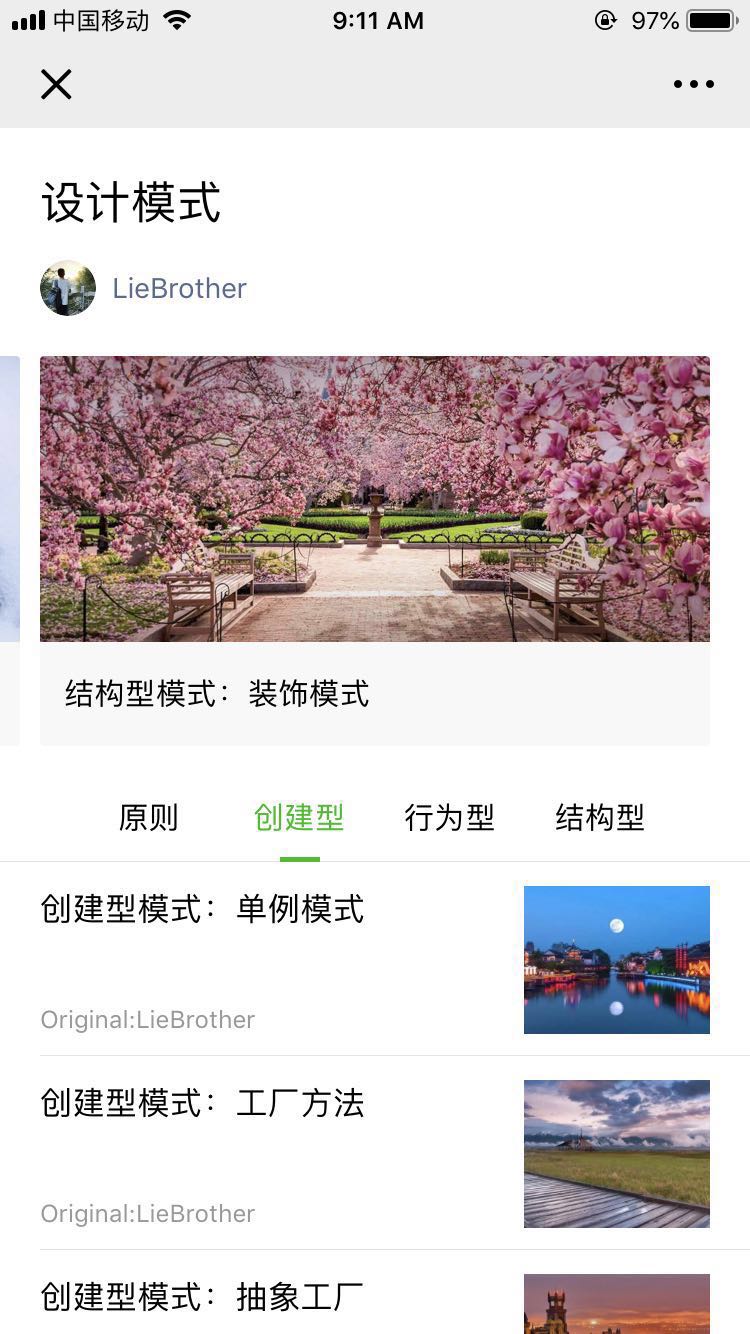 中国移动 9:11 AM 97%
设计模式
LieBrother
结构型模式：装饰模式
原则 创建型 行为型 结构型
创建型模式：单例模式
Original:LieBrother
创建型模式：工厂方法
Original:LieBrother
创建型模式：抽象工厂